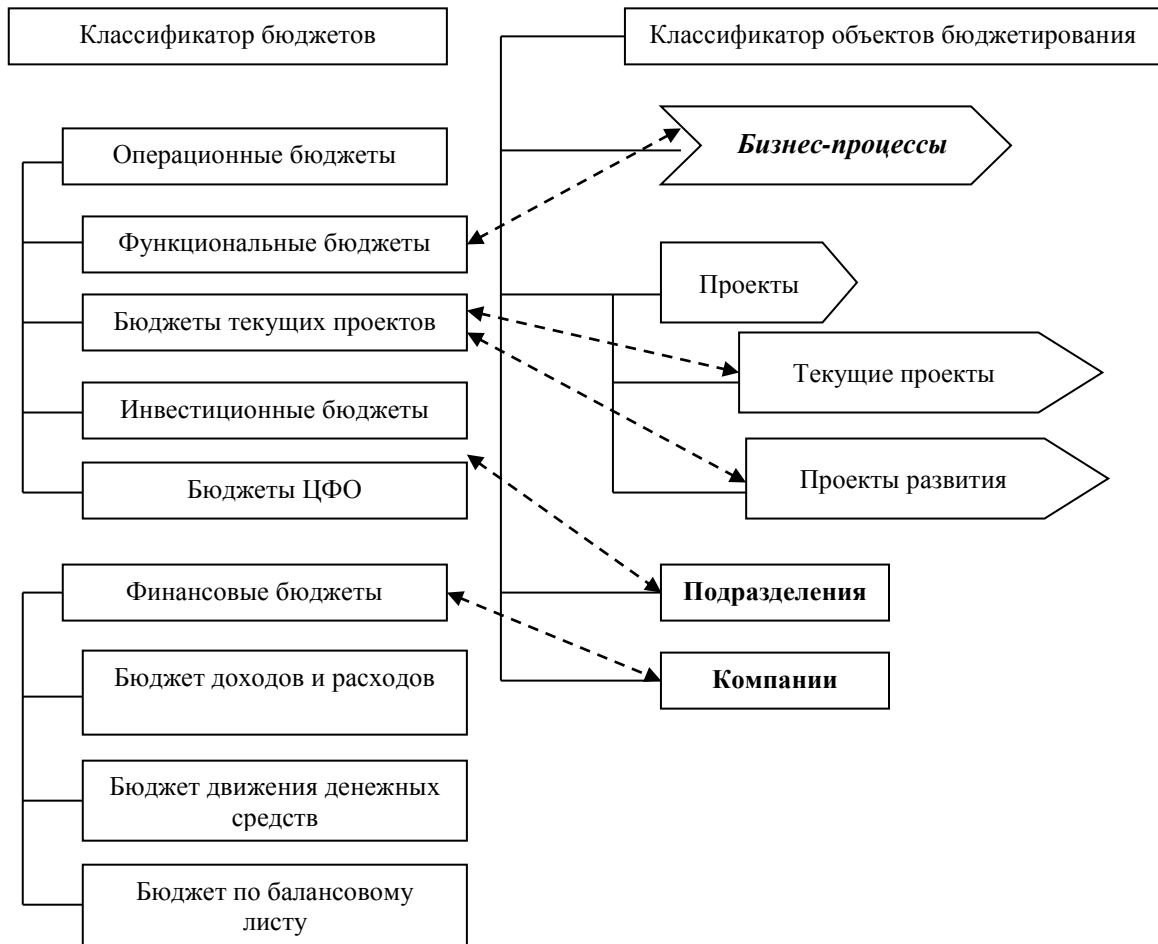 Классификатор бюджетов
Операционные бюджеты
Функциональные бюджеты
Бюджеты текущих проектов
Инвестиционные бюджеты
Бюджеты ЦФО
Финансовые бюджеты
Бюджет доходов и расходов
Бюджет движения денежных
средств
Бюджет по балансовому
листу
Классификатор объектов бюджетирования
Бизнес-процессы
Проекты
Текущие проекты
Проекты развития
Подразделения
Компании